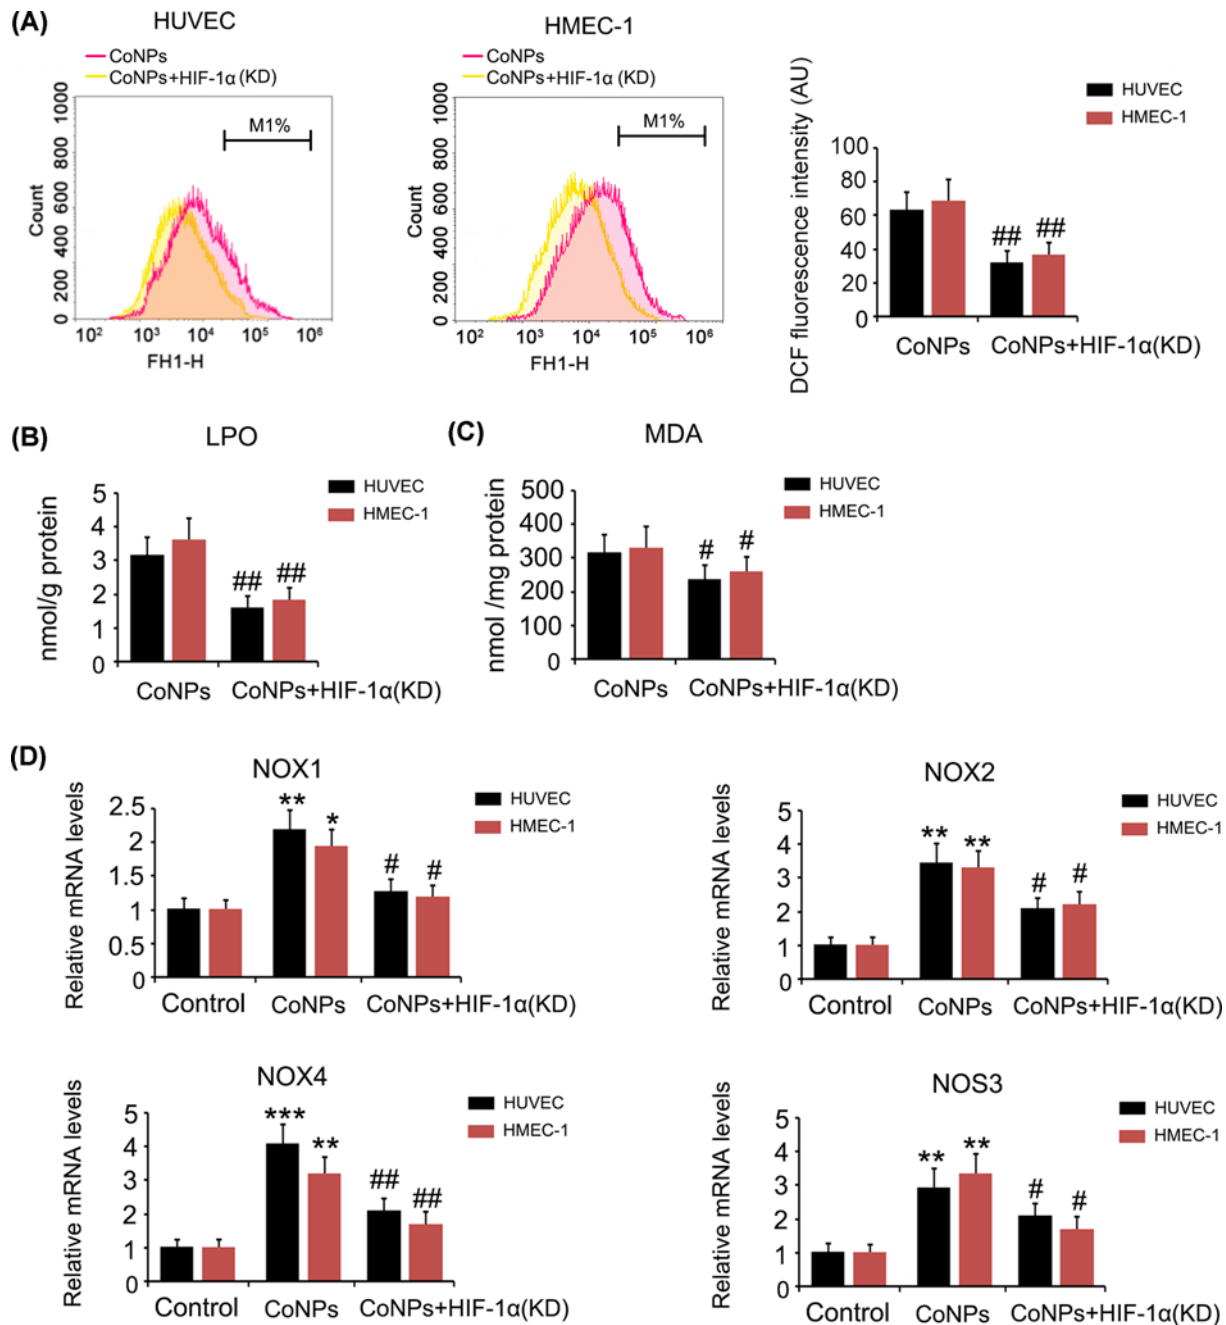 (A)
HUVEC
CoNPs
CoNPs+HIF-1α(KD)
M1%
Count
1000
800
600
400
200
0
10² 10³ 10⁴ 10⁵ 10⁶
FH1-H
HMEC-1
CoNPs
CoNPs+HIF-1α(KD)
M1%
Count
1000
800
600
400
200
0
10² 10³ 10⁴ 10⁵ 10⁶
FH1-H
HUVEC
HMEC-1
DCF fluorescence intensity (AU)
100
80
60
40
20
0
## ##
CoNPs CoNPs+HIF-1α(KD)
(B)
LPO
HUVEC
HMEC-1
nmol/g protein
5
4
3
2
1
0
## ##
CoNPs CoNPs+HIF-1α(KD)
(C)
MDA
HUVEC
HMEC-1
nmol /mg protein
500
400
300
200
100
0
# #
CoNPs CoNPs+HIF-1α(KD)
(D)
NOX1
HUVEC
HMEC-1
Relative mRNA levels
2.5
2
1.5
1
0.5
0
** * # #
Control CoNPs CoNPs+HIF-1α(KD)
NOX2
HUVEC
HMEC-1
Relative mRNA levels
5
4
3
2
1
0
** ** # #
Control CoNPs CoNPs+HIF-1α(KD)
NOX4
HUVEC
HMEC-1
Relative mRNA levels
5
4
3
2
1
0
*** ** ## ##
Control CoNPs CoNPs+HIF-1α(KD)
NOS3
HUVEC
HMEC-1
Relative mRNA levels
5
4
3
2
1
0
** ** # #
Control CoNPs CoNPs+HIF-1α(KD)